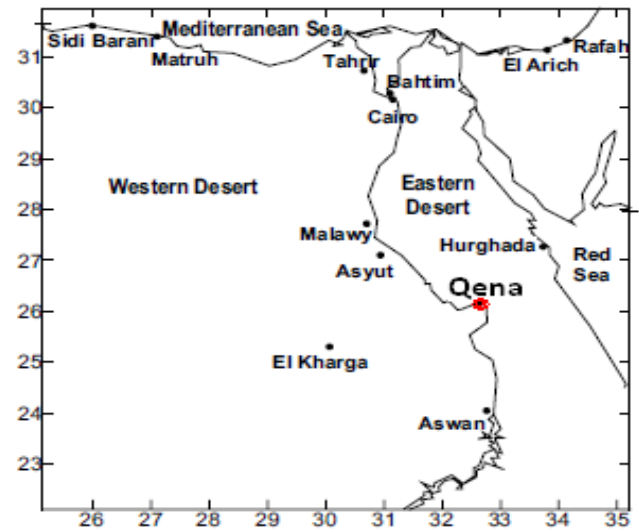 Mediterranean Sea
Sidi Barani
Matruh
Tahrir
Bahtim
Cairo
El Arich
Rafah
Western Desert
Eastern
Desert
Malawy
Asyut
Hurghada
Red
Sea
Qena
El Kharga
Aswan
31
30
29
28
27
26
25
24
23
26 27 28 29 30 31 32 33 34 35